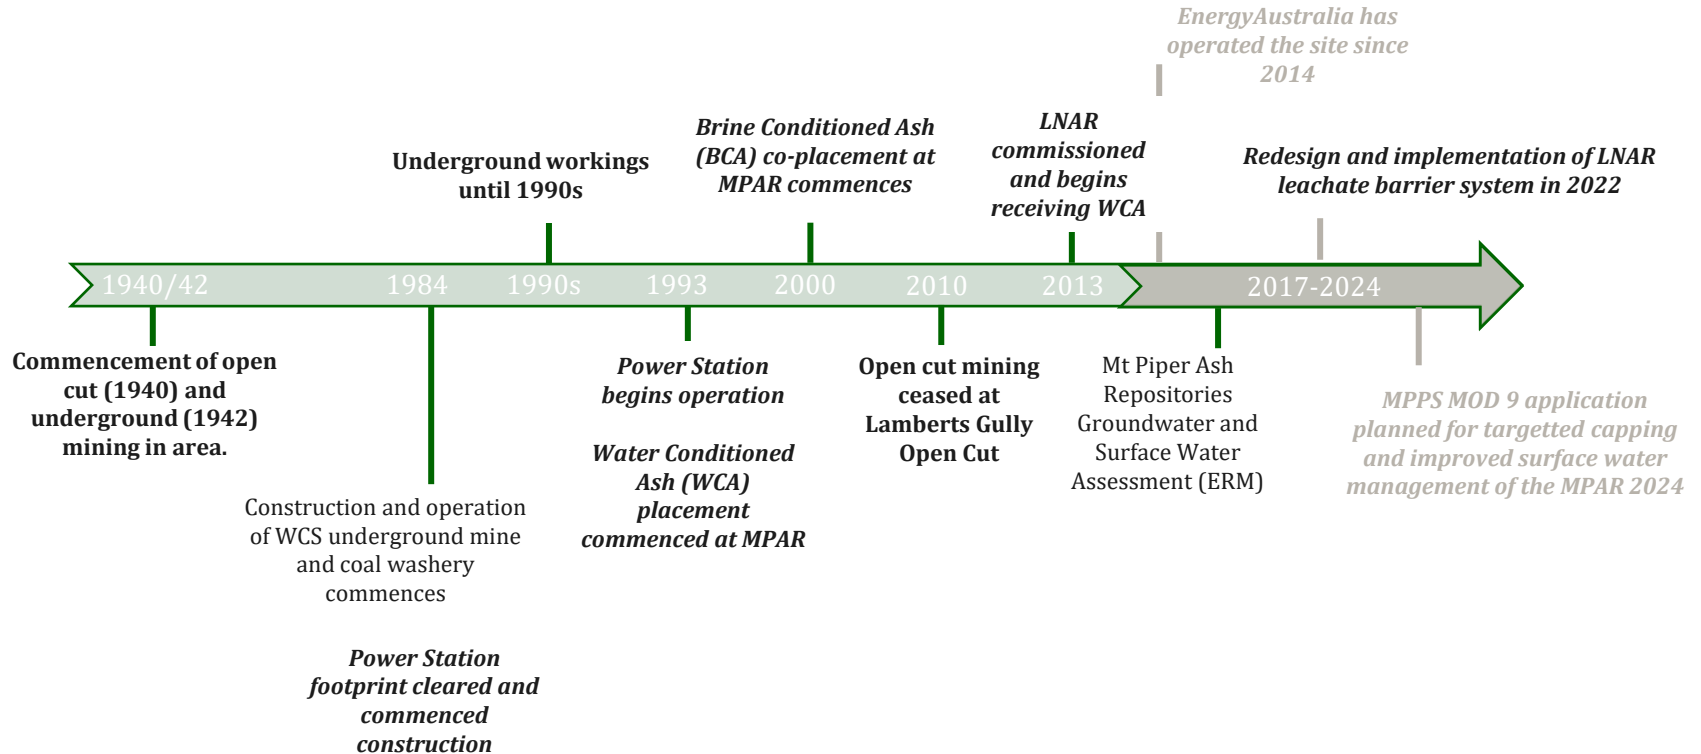 EnergyAustralia has
operated the site since
2014
Underground workings
until 1990s
Brine Conditioned Ash
(BCA) co-placement at
MPAR commences
LNAR
commissioned
and begins
receiving WCA
Redesign and implementation of LNAR
leachate barrier system in 2022
1940/42 1984 1990s 1993 2000 2010 2013 2017-2024
Commencement of open
cut (1940) and
underground (1942)
mining in area.
Construction and operation
of WCS underground mine
and coal washery
commences
Power Station
footprint cleared and
commenced
construction
Power Station
begins operation
Water Conditioned
Ash (WCA)
placement
commenced at MPAR
Open cut mining
ceased at
Lamberts Gully
Open Cut
Mt Piper Ash
Repositories
Groundwater and
Surface Water
Assessment (ERM)
MPPS MOD 9 application
planned for targetted capping
and improved surface water
management of the MPAR 2024